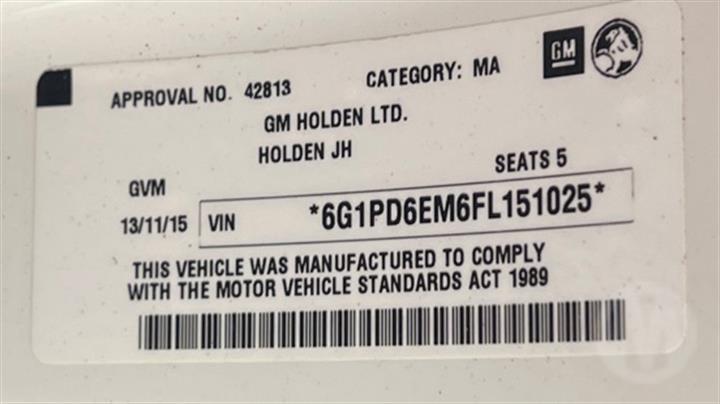 GM
APPROVAL NO. 42813 CATEGORY: MA
GM HOLDEN LTD.
HOLDEN JH
SEATS 5
GVM
13/11/15 VIN *6G1PD6EM6FL151025*
THIS VEHICLE WAS MANUFACTURED TO COMPLY
WITH THE MOTOR VEHICLE STANDARDS ACT 1989